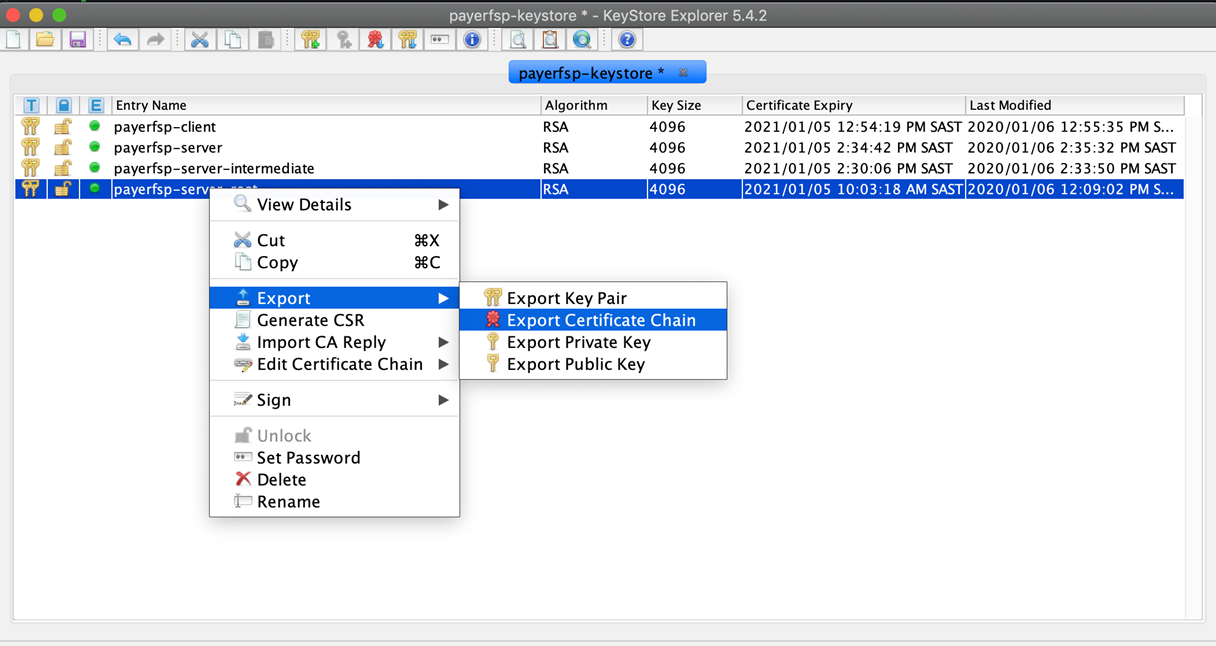 payerfsp-keystore * - KeyStore Explorer 5.4.2
payerfsp-keystore *
T E Entry Name Algorithm Key Size Certificate Expiry Last Modified
payerfsp-client RSA 4096 2021/01/05 12:54:19 PM SAST 2020/01/06 12:55:35 PM S...
payerfsp-server RSA 4096 2021/01/05 2:34:42 PM SAST 2020/01/06 2:35:32 PM SAST
payerfsp-server-intermediate RSA 4096 2021/01/05 2:30:06 PM SAST 2020/01/06 2:33:50 PM SAST
payerfsp-server-root RSA 4096 2021/01/05 10:03:18 AM SAST 2020/01/06 12:09:02 PM S...
View Details
Cut ⌘X
Copy ⌘C
Export
Generate CSR
Import CA Reply
Edit Certificate Chain
Sign
Unlock
Set Password
Delete
Rename
Export Key Pair
Export Certificate Chain
Export Private Key
Export Public Key